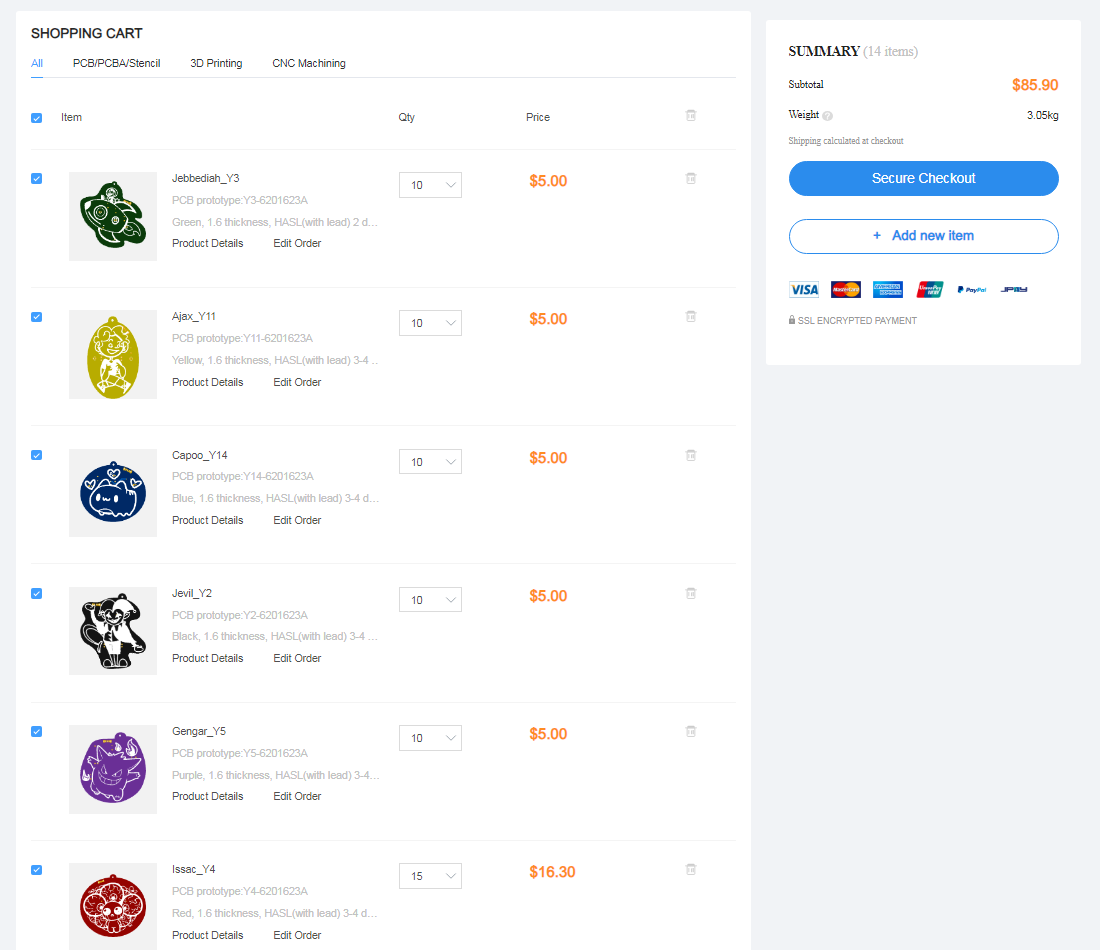 SHOPPING CART
All PCB/PCBA/Stencil 3D Printing CNC Machining
Item Qty Price
Jebbediah_Y3
PCB prototype:Y3-6201623A
Green, 1.6 thickness, HASL(with lead) 2 d...
Product Details Edit Order
10
$5.00
Ajax_Y11
PCB prototype:Y11-6201623A
Yellow, 1.6 thickness, HASL(with lead) 3-4 ...
Product Details Edit Order
10
$5.00
Capoo_Y14
PCB prototype:Y14-6201623A
Blue, 1.6 thickness, HASL(with lead) 3-4 d...
Product Details Edit Order
10
$5.00
Jevil_Y2
PCB prototype:Y2-6201623A
Black, 1.6 thickness, HASL(with lead) 3-4 ...
Product Details Edit Order
10
$5.00
Gengar_Y5
PCB prototype:Y5-6201623A
Purple, 1.6 thickness, HASL(with lead) 3-4...
Product Details Edit Order
10
$5.00
Issac_Y4
PCB prototype:Y4-6201623A
Red, 1.6 thickness, HASL(with lead) 3-4 d...
Product Details Edit Order
15
$16.30
SUMMARY (14 items)
Subtotal $85.90
Weight ? 3.05kg
Shipping calculated at checkout
Secure Checkout
+ Add new item
VISA MasterCard AMERICAN EXPRESS UnionPay PayPal
SSL ENCRYPTED PAYMENT